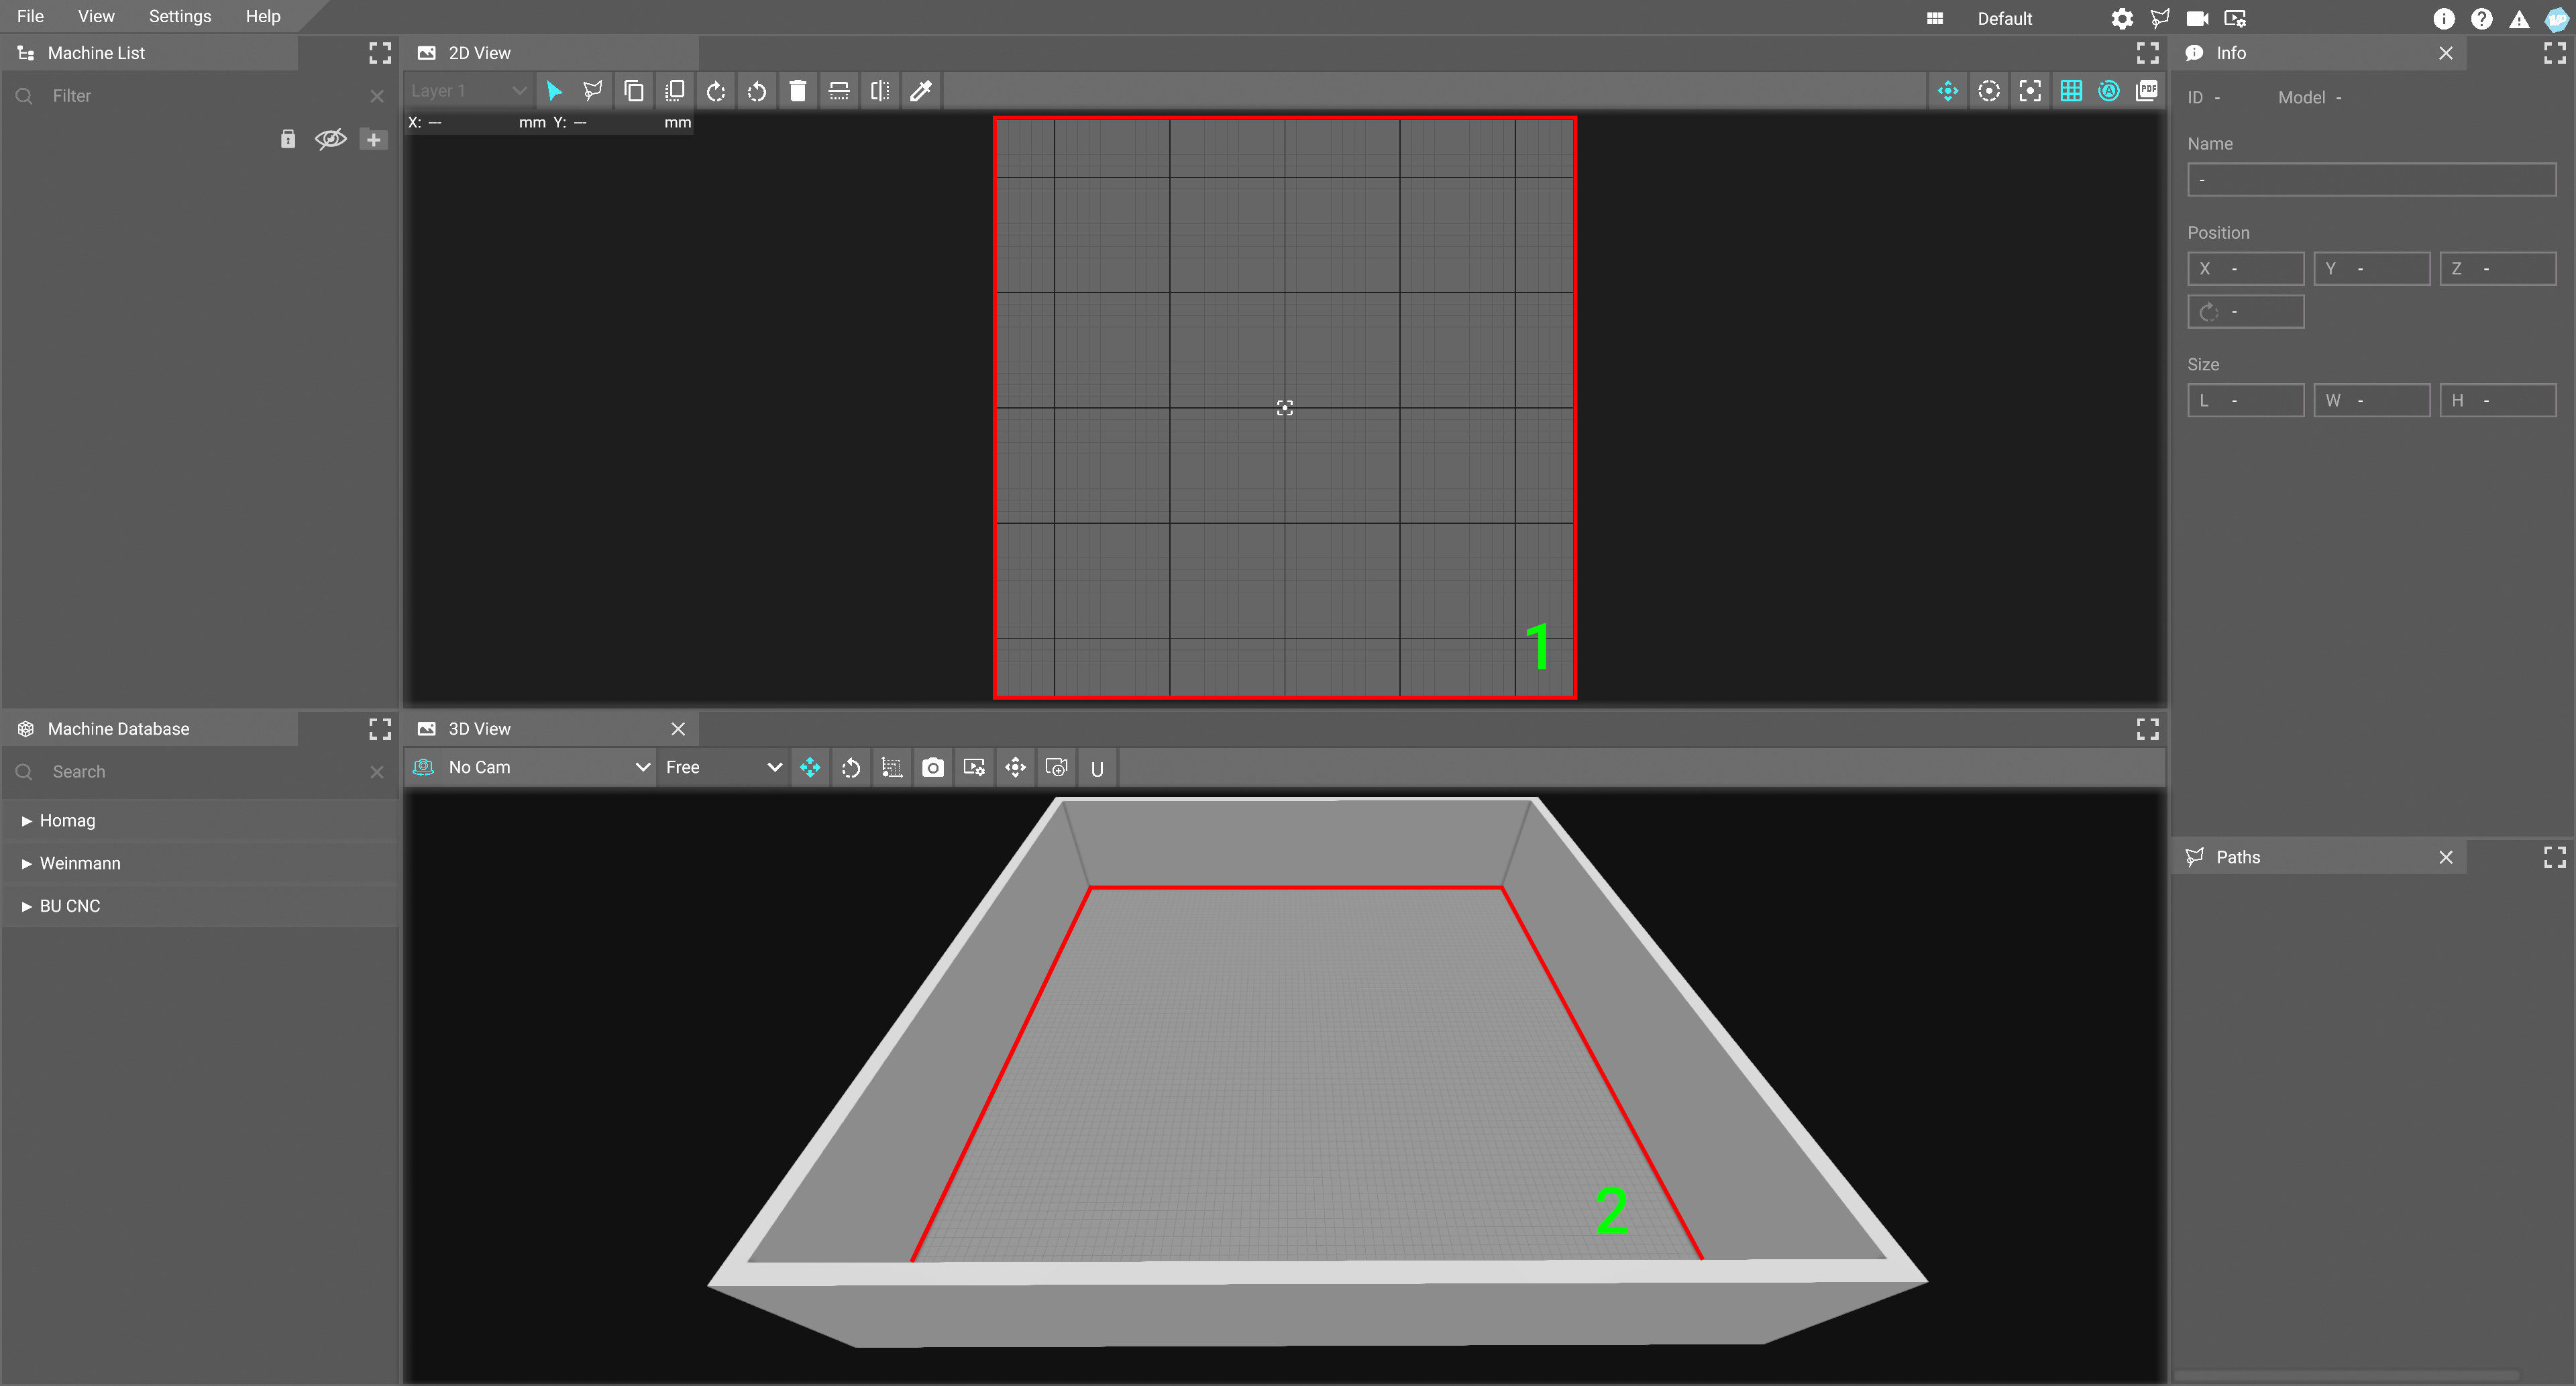 File View Settings Help
Default
Machine List
Filter
2D View
Layer 1
PDF
X: --- mm Y: --- mm
1
Info
ID - Model -
Name
-
Position
X - Y - Z -
-
Size
L - W - H -
Machine Database
Search
Homag
Weinmann
BU CNC
3D View
No Cam Free U
2
Paths